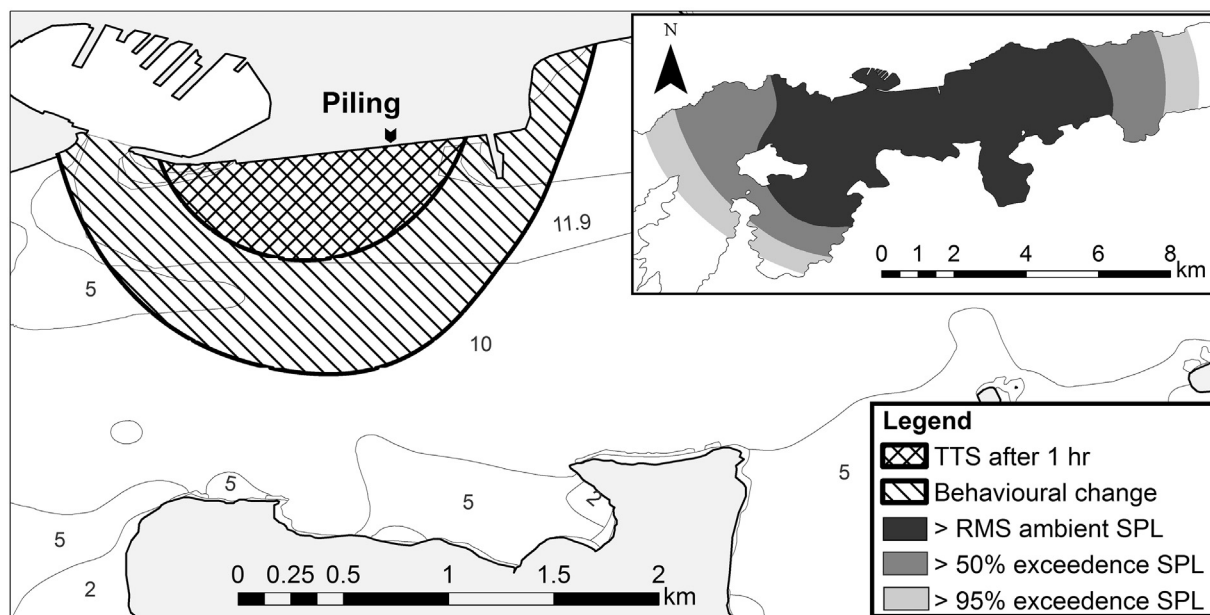 Piling
N
0 1 2 4 6 8
km
11.9
5
10
5
5
5
2
5
2
0 0.25 0.5 1 1.5 2
km
Legend
TTS after 1 hr
Behavioural change
> RMS ambient SPL
> 50% exceedence SPL
> 95% exceedence SPL